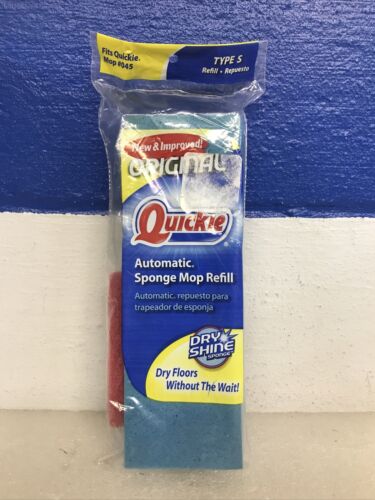 Fits Quickie®
Mop #045
TYPE S
Refill • Repuesto
New & Improved!
ORIGINAL
Quickie
Automatic®
Sponge Mop Refill
Automatic® repuesto para
trapeador de esponja
DRY
SHINE
SPONGE
Dry Floors
Without The Wait!